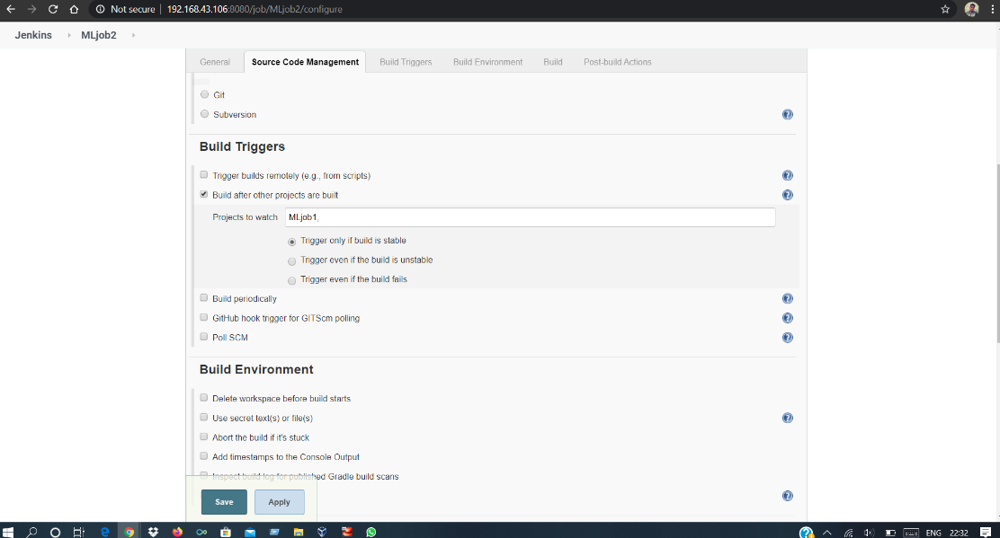 Not secure | 192.168.43.106:8080/job/MLjob2/configure
Jenkins MLjob2
General Source Code Management Build Triggers Build Environment Build Post-build Actions
Git
Subversion
Build Triggers
Trigger builds remotely (e.g., from scripts)
Build after other projects are built
Projects to watch MLjob1,
Trigger only if build is stable
Trigger even if the build is unstable
Trigger even if the build fails
Build periodically
GitHub hook trigger for GITScm polling
Poll SCM
Build Environment
Delete workspace before build starts
Use secret text(s) or file(s)
Abort the build if it's stuck
Add timestamps to the Console Output
Inspect build log for published Gradle build scans
Save Apply
ENG 22:32